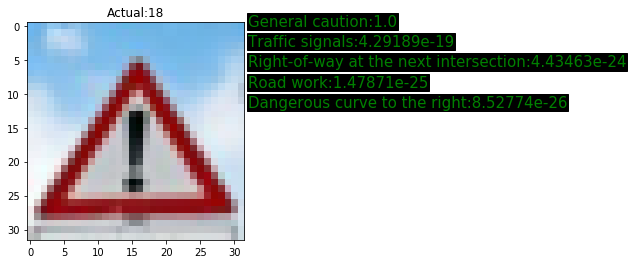 Actual:18
General caution:1.0
Traffic signals:4.29189e-19
Right-of-way at the next intersection:4.43463e-24
Road work:1.47871e-25
Dangerous curve to the right:8.52774e-26
0
5
10
15
20
25
30
0 5 10 15 20 25 30